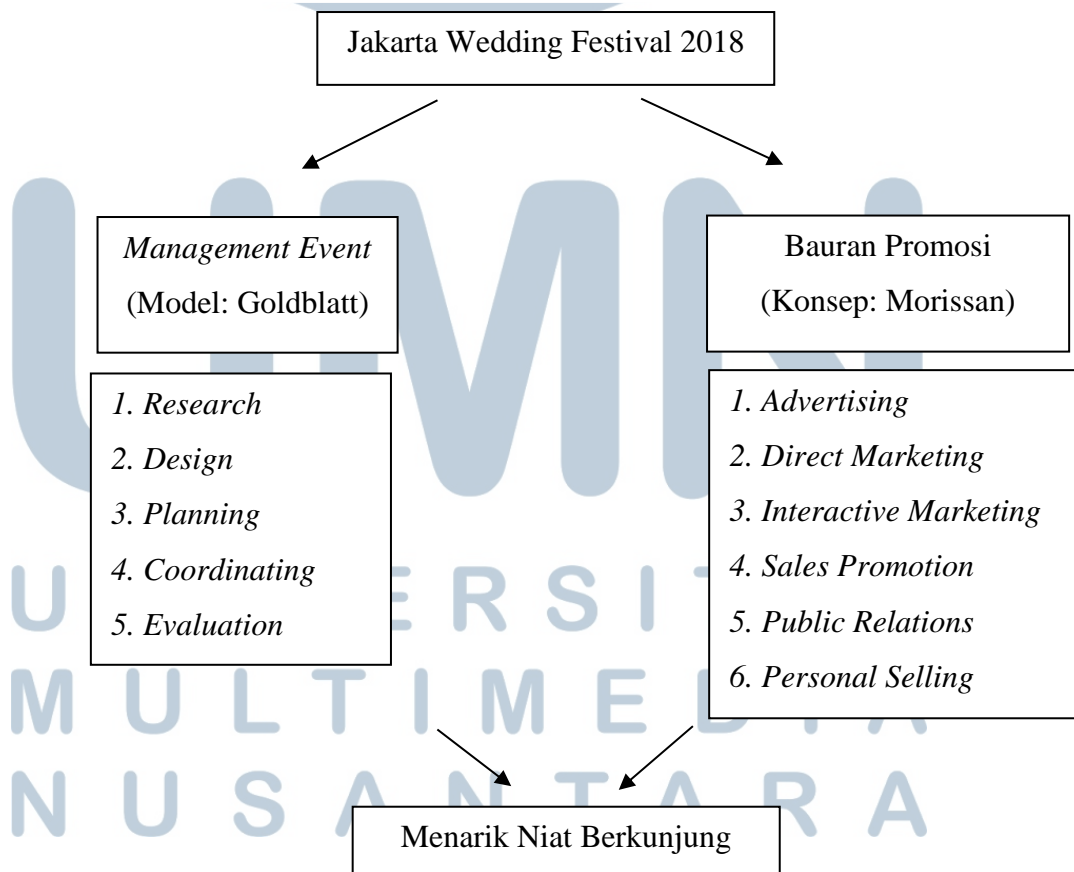 Jakarta Wedding Festival 2018
Management Event
(Model: Goldblatt)
1. Research
2. Design
3. Planning
4. Coordinating
5. Evaluation
Bauran Promosi
(Konsep: Morissan)
1. Advertising
2. Direct Marketing
3. Interactive Marketing
4. Sales Promotion
5. Public Relations
6. Personal Selling
Menarik Niat Berkunjung
UMN
MULTIMEDIA
NUSANTARA